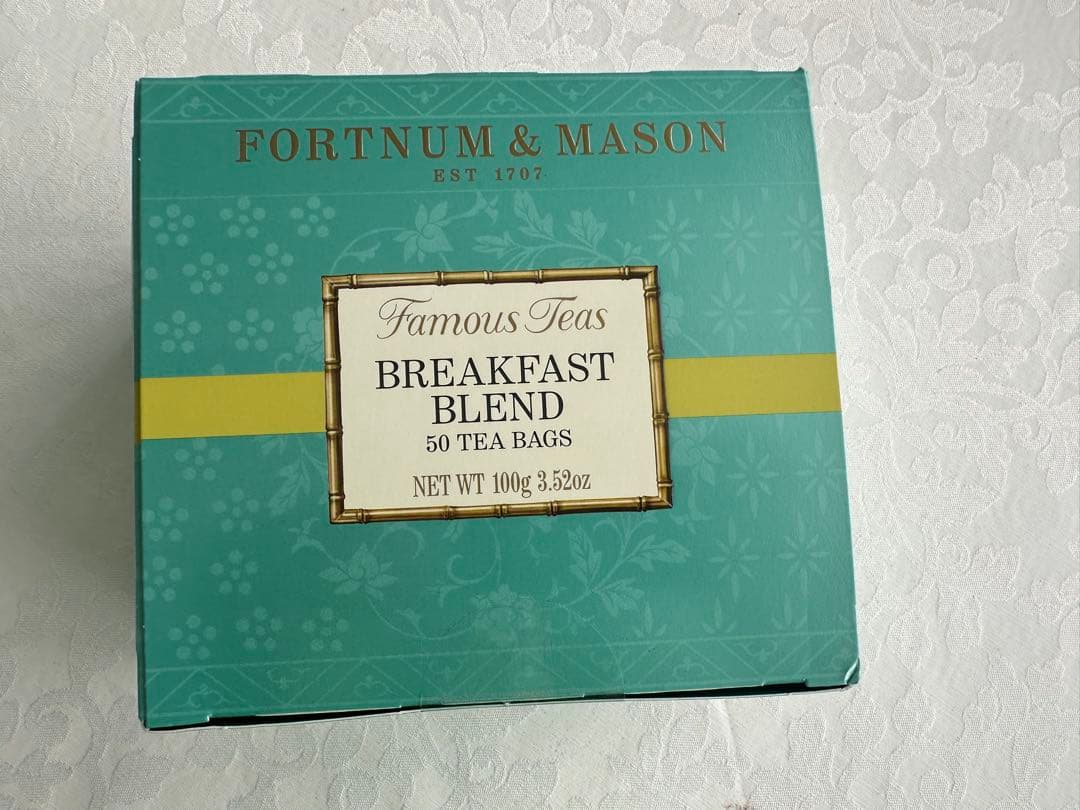 FORTNUM & MASON
EST 1707
Famous Teas
BREAKFAST
BLEND
50 TEA BAGS
NET WT 100g 3.52oz